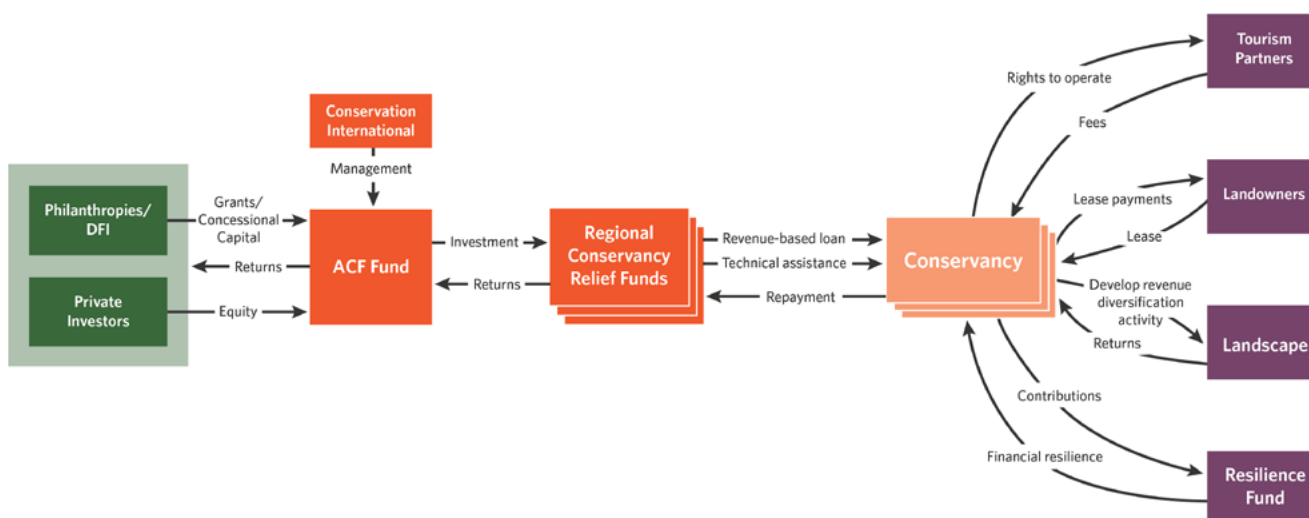 Conservation
International
Management
Philanthropies/
DFI
Grants/
Concessional
Capital
Returns
Private
Investors
Equity
ACF Fund
Investment
Returns
Regional
Conservancy
Relief Funds
Revenue-based loan
Technical assistance
Repayment
Conservancy
Rights to operate
Fees
Tourism
Partners
Lease payments
Lease
Landowners
Develop revenue
diversification
activity
Returns
Landscape
Contributions
Financial resilience
Resilience
Fund